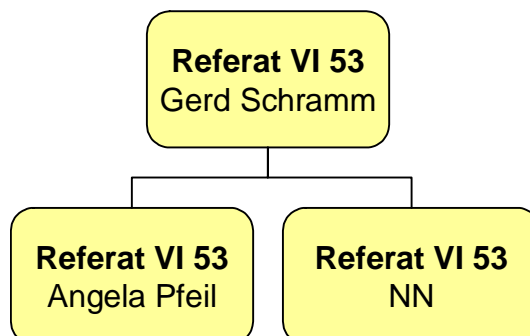 Referat VI 53
Gerd Schramm
Referat VI 53
Angela Pfeil
Referat VI 53
NN